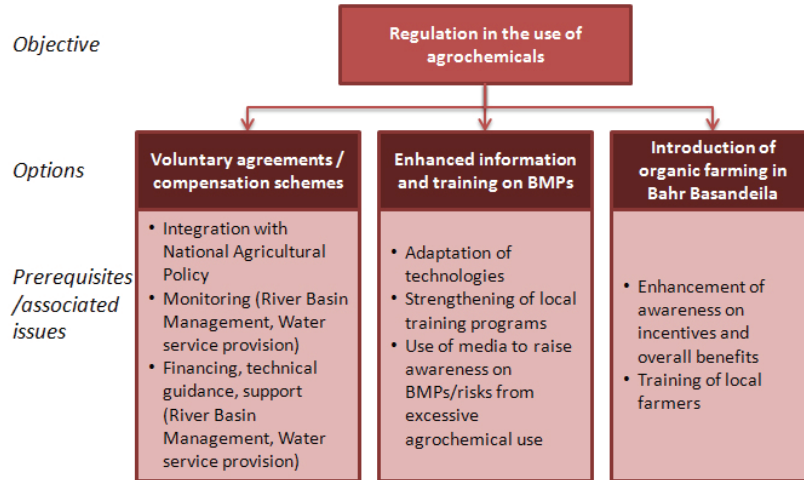 Objective
Regulation in the use of
agrochemicals
Options
Voluntary agreements /
compensation schemes
Enhanced information
and training on BMPs
Introduction of
organic farming in
Bahr Basandeila
Prerequisites
/associated
issues
• Integration with
National Agricultural
Policy
• Monitoring (River Basin
Management, Water
service provision)
• Financing, technical
guidance, support
(River Basin
Management, Water
service provision)
• Adaptation of
technologies
• Strengthening of local
training programs
• Use of media to raise
awareness on
BMPs/risks from
excessive
agrochemical use
• Enhancement of
awareness on
incentives and
overall benefits
• Training of local
farmers